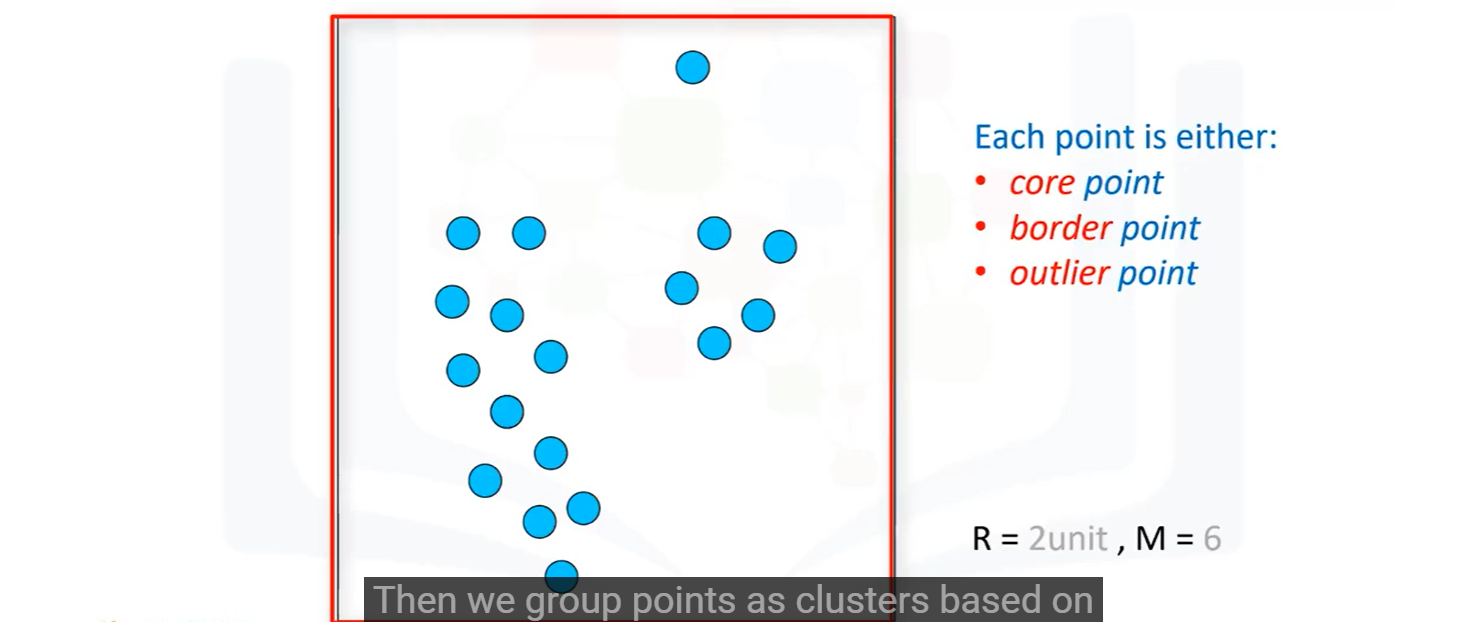 Each point is either:
• core point
• border point
• outlier point
R = 2unit , M = 6
Then we group points as clusters based on